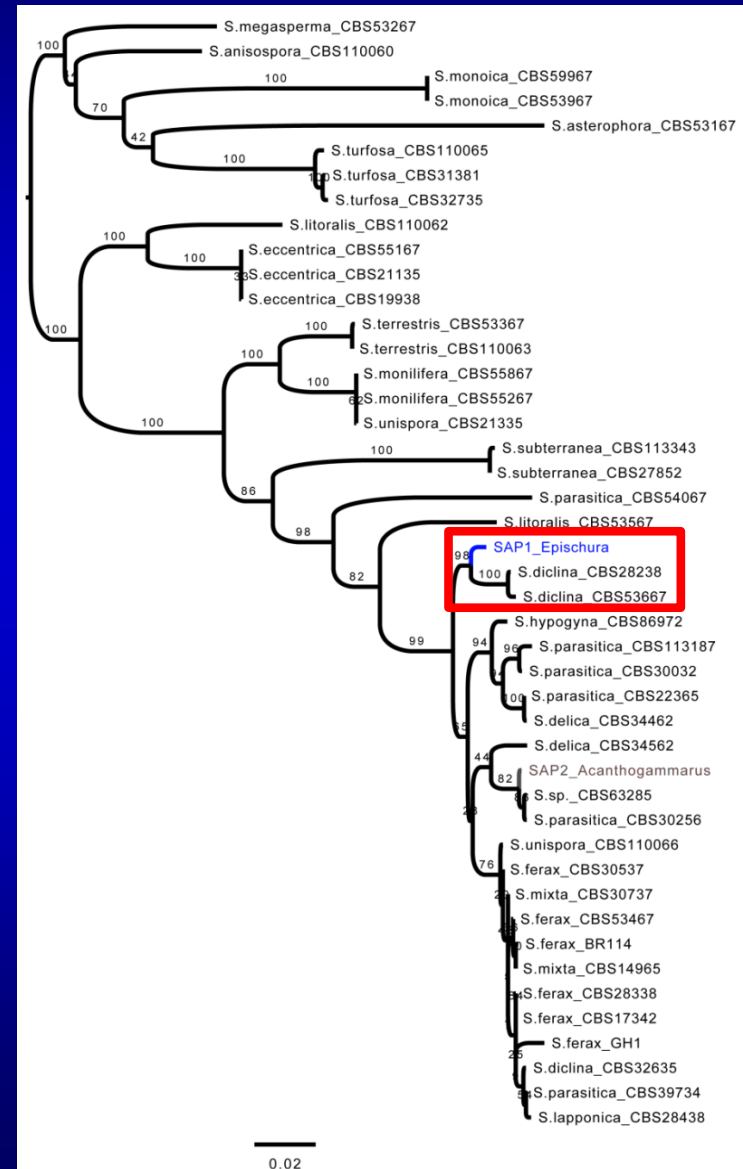 S.megasperma_CBS53267
100
S.anisospora_CBS110060
100
S.monoica_CBS59967
70
S.monoica_CBS53967
42
S.asterophora_CBS53167
S.turfosa_CBS110065
100
S.turfosa_CBS31381
S.turfosa_CBS32735
S.litoralis_CBS110062
100
S.eccentrica_CBS55167
100
S.eccentrica_CBS21135
S.eccentrica_CBS19938
S.terrestris_CBS53367
100
100
S.terrestris_CBS110063
100
S.monilifera_CBS55867
100
S.monilifera_CBS55267
100
S.unispora_CBS21335
S.subterranea_CBS113343
100
S.subterranea_CBS27852
86
S.parasitica_CBS54067
98
S.litoralis_CBS53567
SAP1_Epischura
98
S.diclina_CBS28238
100
82
S.diclina_CBS53667
S.hypogyna_CBS86972
99
94
S.parasitica_CBS113187
96
S.parasitica_CBS30032
S.parasitica_CBS22365
100
S.delica_CBS34462
S.delica_CBS34562
44
SAP2_Acanthogammarus
82
S.sp._CBS63285
S.parasitica_CBS30256
S.unispora_CBS110066
76
S.ferax_CBS30537
S.mixta_CBS30737
S.ferax_CBS53467
S.ferax_BR114
S.mixta_CBS14965
S.ferax_CBS28338
S.ferax_CBS17342
S.ferax_GH1
S.diclina_CBS32635
S.parasitica_CBS39734
S.lapponica_CBS28438
0.02